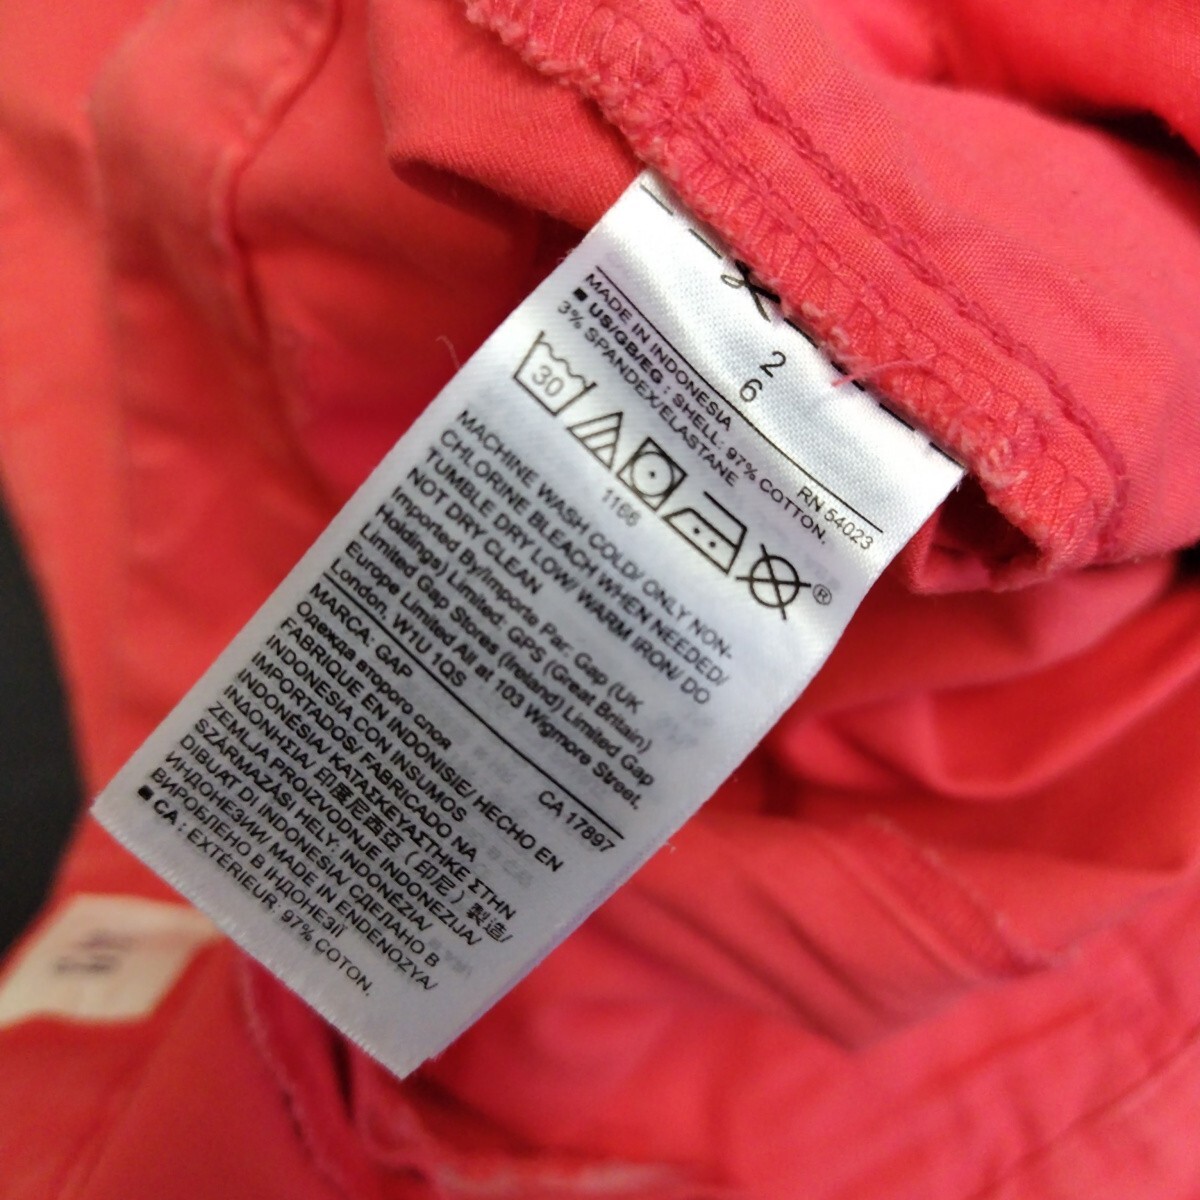 2
6
RN 54023
MADE IN INDONESIA
■ US/GB/EG : SHELL: 97% COTTON,
3% SPANDEX/ELASTANE
30
®
1166
MACHINE WASH COLD/ ONLY NON-
CHLORINE BLEACH WHEN NEEDED/
TUMBLE DRY LOW/ WARM IRON/ DO
NOT DRY CLEAN
Imported By/Importe Par. Gap (UK
Holdings) Limited. GPS (Great Britain)
Limited Gap Stores (Ireland) Limited Gap
Europe Limited All at 103 Wigmore Street,
London, W1U 1QS
MARCA: GAP CA 17897
Одежда второго слоя
FABRIQUE EN INDONISIE/ HECHO EN
INDONESIA CON INSUMOS
IMPORTADOS/ FABRICADO NA
INDONÉSIA/ ΚΑΤΑΣΚΕΥΑΣΤΗΚΕ ΣΤΗΝ
ΙΝΔΟΝΗΣΙΑ/ 印度尼西亞 ( 印尼 ) 製造/
ZEMLJA PROIZVODNJE INDONEZIJA/
SZÁRMAZÁSI HELY: INDONÉZIA/
DIBUAT DI INDONESIA/ СДЕЛАНО В
ИНДОНЕЗИИ/ MADE IN ENDENOZYA/
ВИРОБЛЕНО В ІНДОНЕЗІЇ
■ CA : EXTÉRIEUR: 97% COTON,